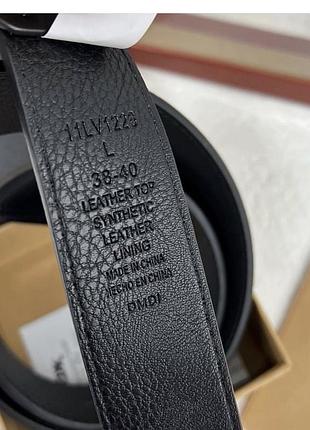 11LV1223
L
38-40
LEATHER TOP
SYNTHETIC
LEATHER
LINING
MADE IN CHINA
HECHO EN CHINA
DMDI